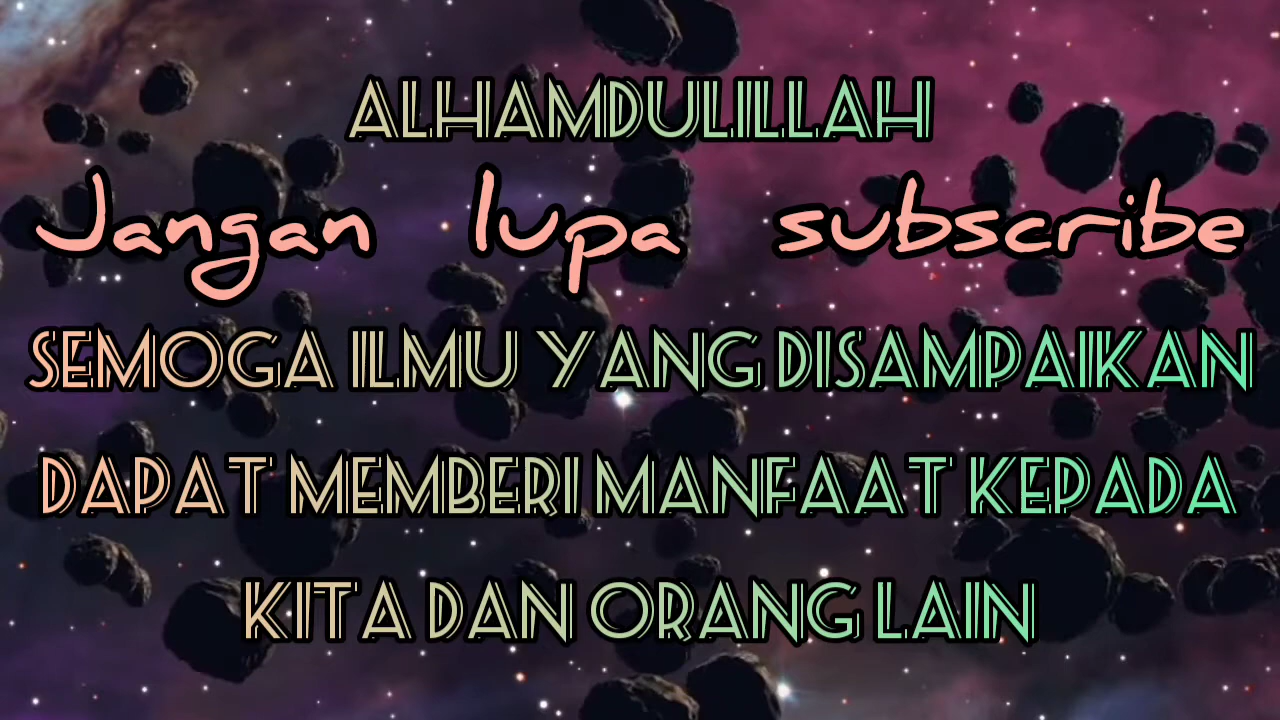 ALHAMDULILLAH
Jangan lupa subscribe
SEMOGA ILMU YANG DISAMPAIKAN
DAPAT MEMBERI MANFAAT KEPADA
KITA DAN ORANG LAIN